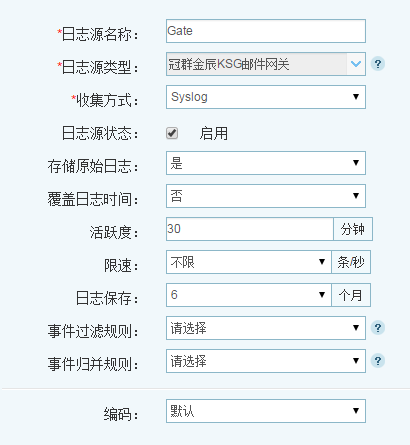 *日志源名称： Gate
*日志源类型： 冠群金辰KSG邮件网关 ?
*收集方式： Syslog
日志源状态： 启用
存储原始日志： 是
覆盖日志时间： 否
活跃度： 30 分钟
限速： 不限 条/秒
日志保存： 6 个月
事件过滤规则： 请选择 ?
事件归并规则： 请选择 ?
编码： 默认